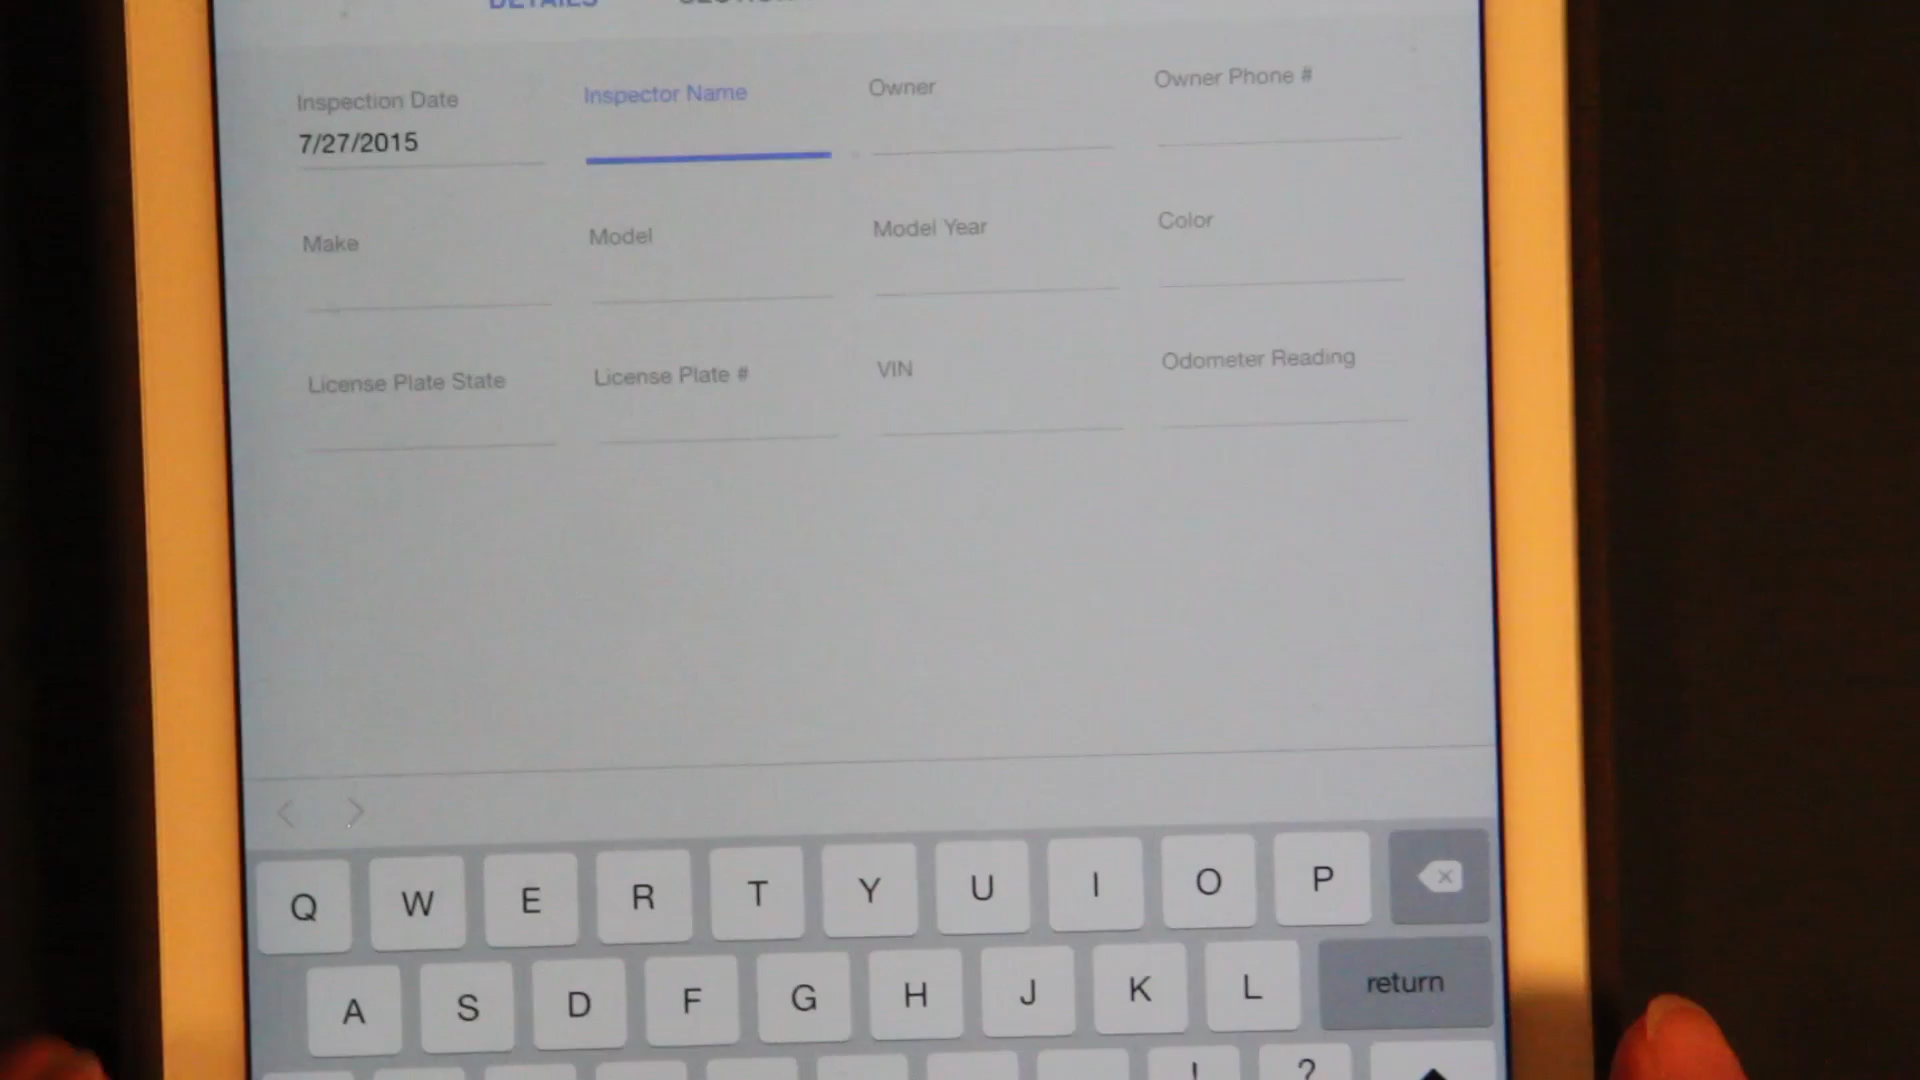 DETAILS
Inspection Date Inspector Name Owner Owner Phone #
7/27/2015
Make Model Model Year Color
License Plate State License Plate # VIN Odometer Reading
< >
Q W E R T Y U I O P
A S D F G H J K L return
! ?